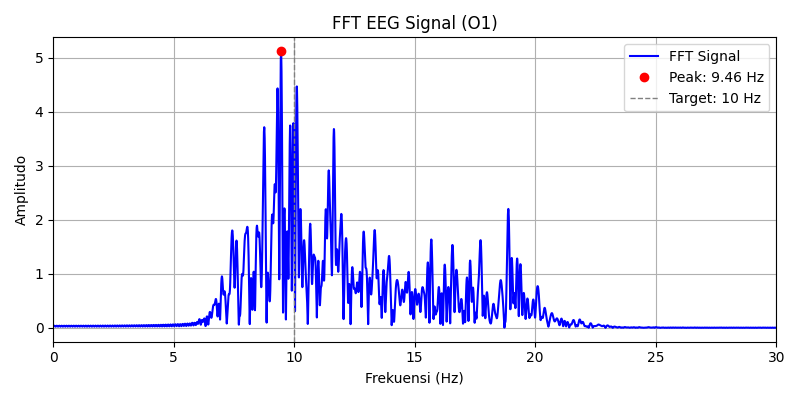 FFT EEG Signal (O1)
FFT Signal
Peak: 9.46 Hz
Target: 10 Hz
Amplitudo
5
4
3
2
1
0
0 5 10 15 20 25 30
Frekuensi (Hz)